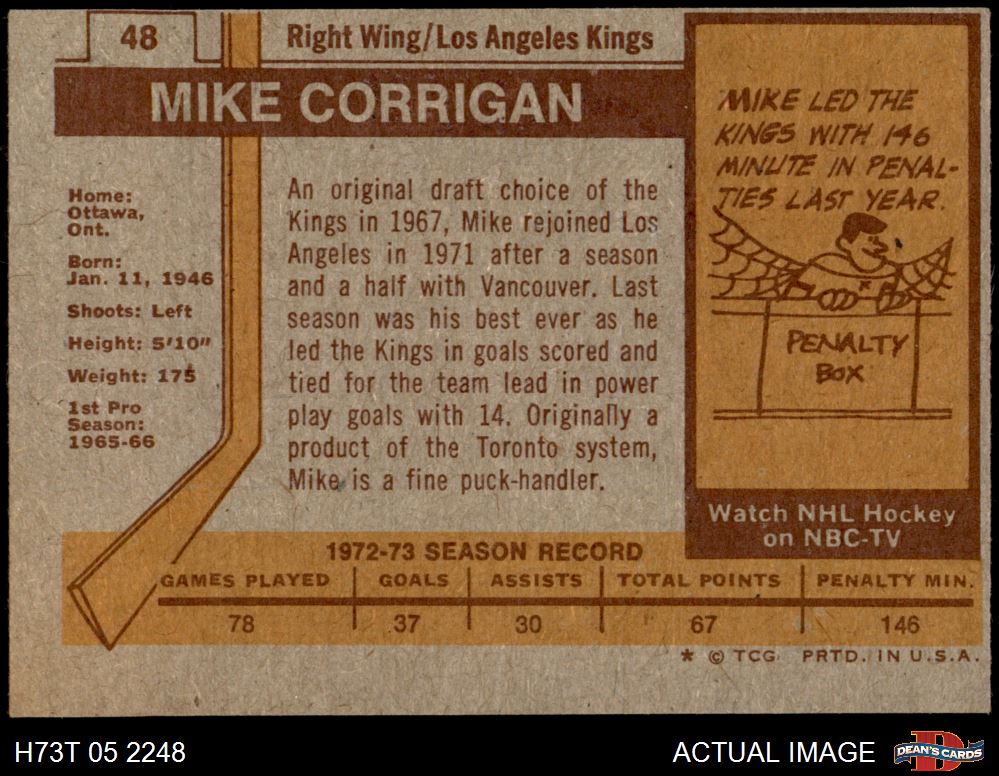 48
Right Wing/Los Angeles Kings
MIKE CORRIGAN
Home:
Ottawa,
Ont.
Born:
Jan. 11, 1946
Shoots: Left
Height: 5'10"
Weight: 175
1st Pro
Season:
1965-66
An original draft choice of the
Kings in 1967, Mike rejoined Los
Angeles in 1971 after a season
and a half with Vancouver. Last
season was his best ever as he
led the Kings in goals scored and
tied for the team lead in power
play goals with 14. Originally a
product of the Toronto system,
Mike is a fine puck-handler.
MIKE LED THE
KINGS WITH 146
MINUTE IN PENAL-
TIES LAST YEAR.
PENALTY
BOX
Watch NHL Hockey
on NBC-TV
1972-73 SEASON RECORD
GAMES PLAYED GOALS ASSISTS TOTAL POINTS PENALTY MIN.
78 37 30 67 146
* © TCG. PRTD. IN U.S.A.
H73T 05 2248 ACTUAL IMAGE DEAN'S CARDS